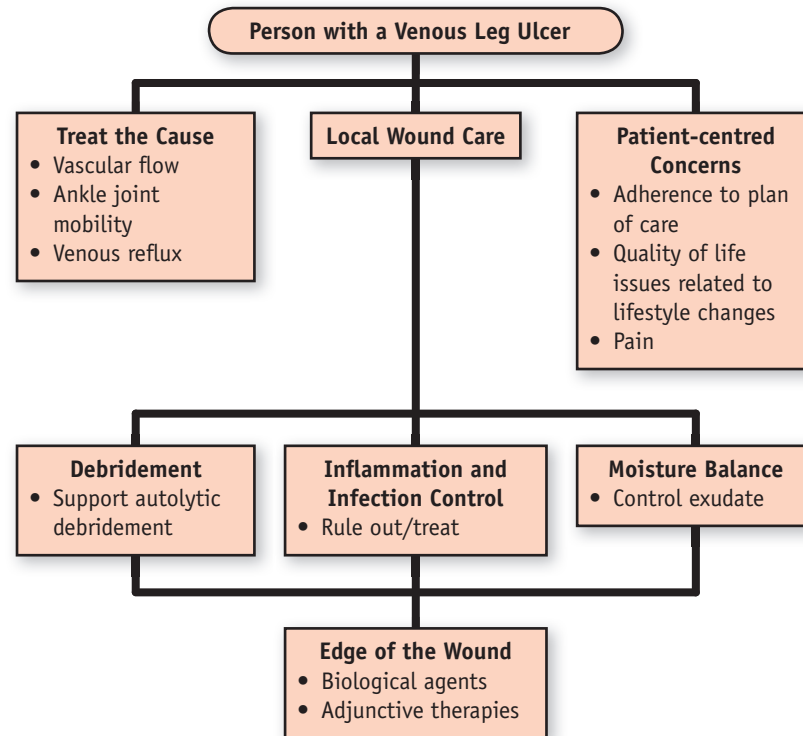 Person with a Venous Leg Ulcer
Treat the Cause
• Vascular flow
• Ankle joint
mobility
• Venous reflux
Local Wound Care
Patient-centred
Concerns
• Adherence to plan
of care
• Quality of life
issues related to
lifestyle changes
• Pain
Debridement
• Support autolytic
debridement
Inflammation and
Infection Control
• Rule out/treat
Moisture Balance
• Control exudate
Edge of the Wound
• Biological agents
• Adjunctive therapies